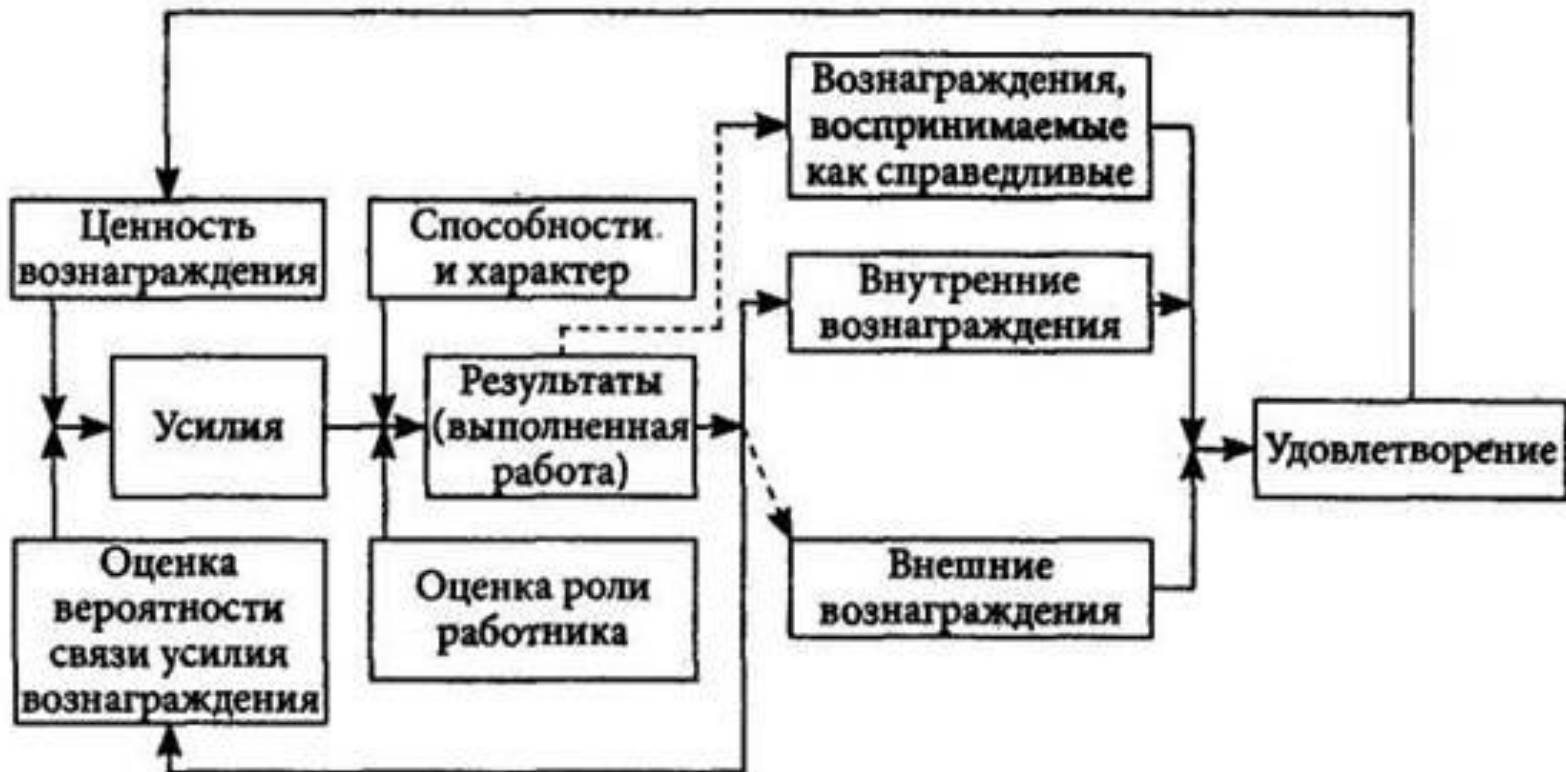 Вознаграждения,
воспринимаемые
как справедливые
Ценность
вознаграждения
Способности
и характер
Внутренние
вознаграждения
Усилия
Результаты
(выполненная
работа)
Удовлетворение
Оценка
вероятности
связи усилия
вознаграждения
Оценка роли
работника
Внешние
вознаграждения